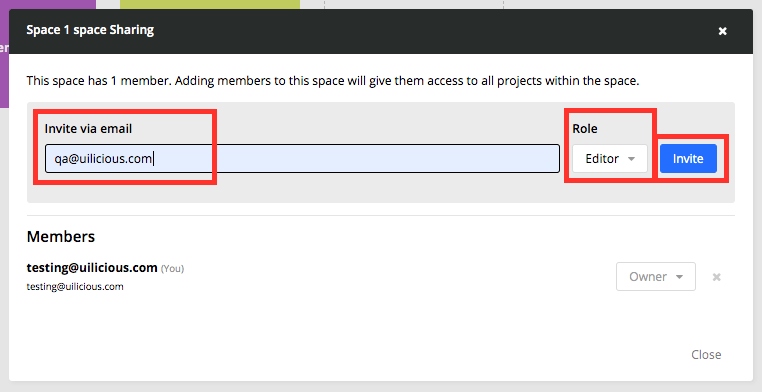 Space 1 space Sharing
This space has 1 member. Adding members to this space will give them access to all projects within the space.
Invite via email
Role
qa@uilicious.com
Editor
Invite
Members
testing@uilicious.com (You)
testing@uilicious.com
Owner
Close